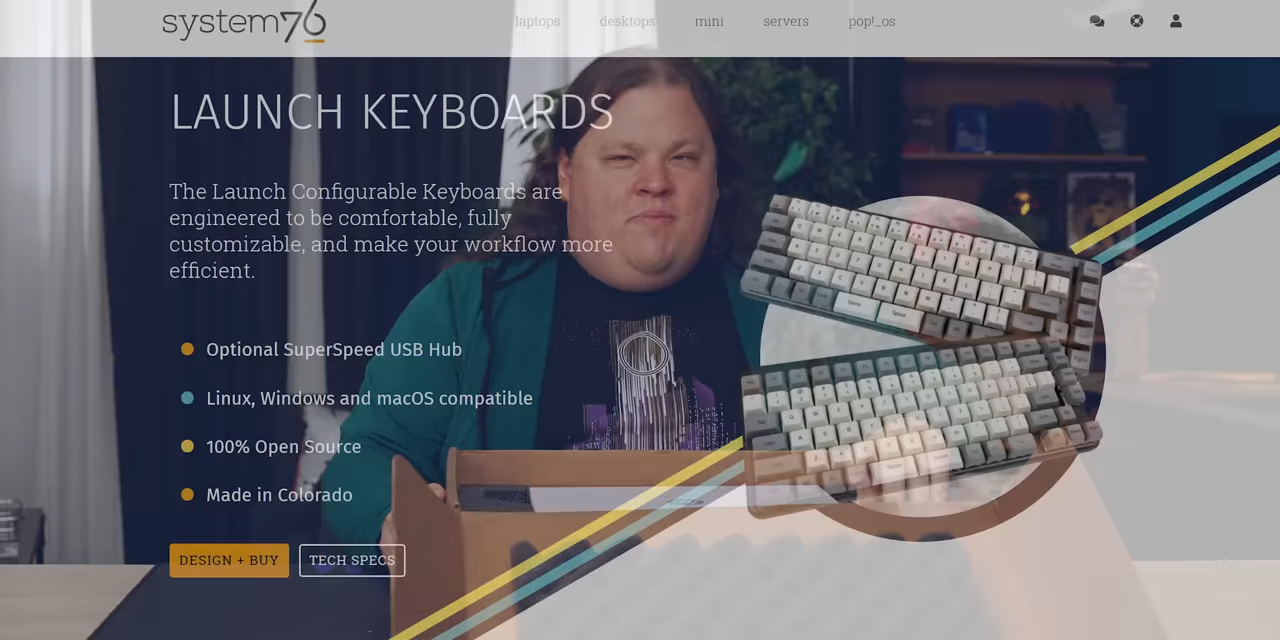 system76
laptops
desktops
mini
servers
pop!_os
LAUNCH KEYBOARDS
The Launch Configurable Keyboards are
engineered to be comfortable, fully
customizable, and make your workflow more
efficient.
Optional SuperSpeed USB Hub
Linux, Windows and macOS compatible
100% Open Source
Made in Colorado
DESIGN + BUY
TECH SPECS